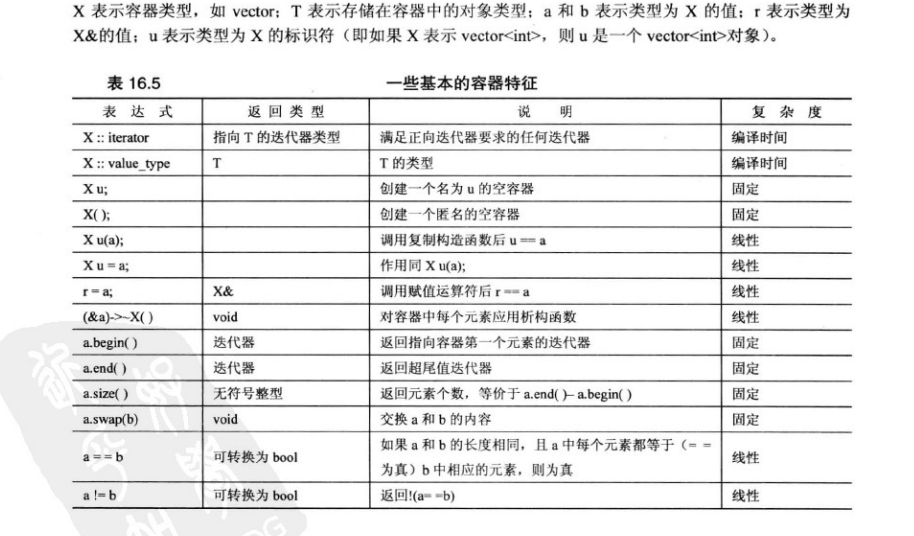 X 表示容器类型，如 vector；T 表示存储在容器中的对象类型；a 和 b 表示类型为 X 的值；r 表示类型为
X&的值；u 表示类型为 X 的标识符（即如果 X 表示 vector<int>，则 u 是一个 vector<int>对象）。
表 16.5 一些基本的容器特征
表 达 式 返 回 类 型 说 明 复 杂 度
X :: iterator 指向 T 的迭代器类型 满足正向迭代器要求的任何迭代器 编译时间
X :: value_type T T 的类型 编译时间
X u; 创建一个名为 u 的空容器 固定
X( ); 创建一个匿名的空容器 固定
X u(a); 调用复制构造函数后 u == a 线性
X u = a; 作用同 X u(a); 线性
r = a; X& 调用赋值运算符后 r == a 线性
(&a)->~X( ) void 对容器中每个元素应用析构函数 线性
a.begin( ) 迭代器 返回指向容器第一个元素的迭代器 固定
a.end( ) 迭代器 返回超尾值迭代器 固定
a.size( ) 无符号整型 返回元素个数，等价于 a.end( )– a.begin( ) 固定
a.swap(b) void 交换 a 和 b 的内容 固定
a = = b 可转换为 bool 如果 a 和 b 的长度相同，且 a 中每个元素都等于（= =
为真）b 中相应的元素，则为真 线性
a != b 可转换为 bool 返回!(a= =b) 线性